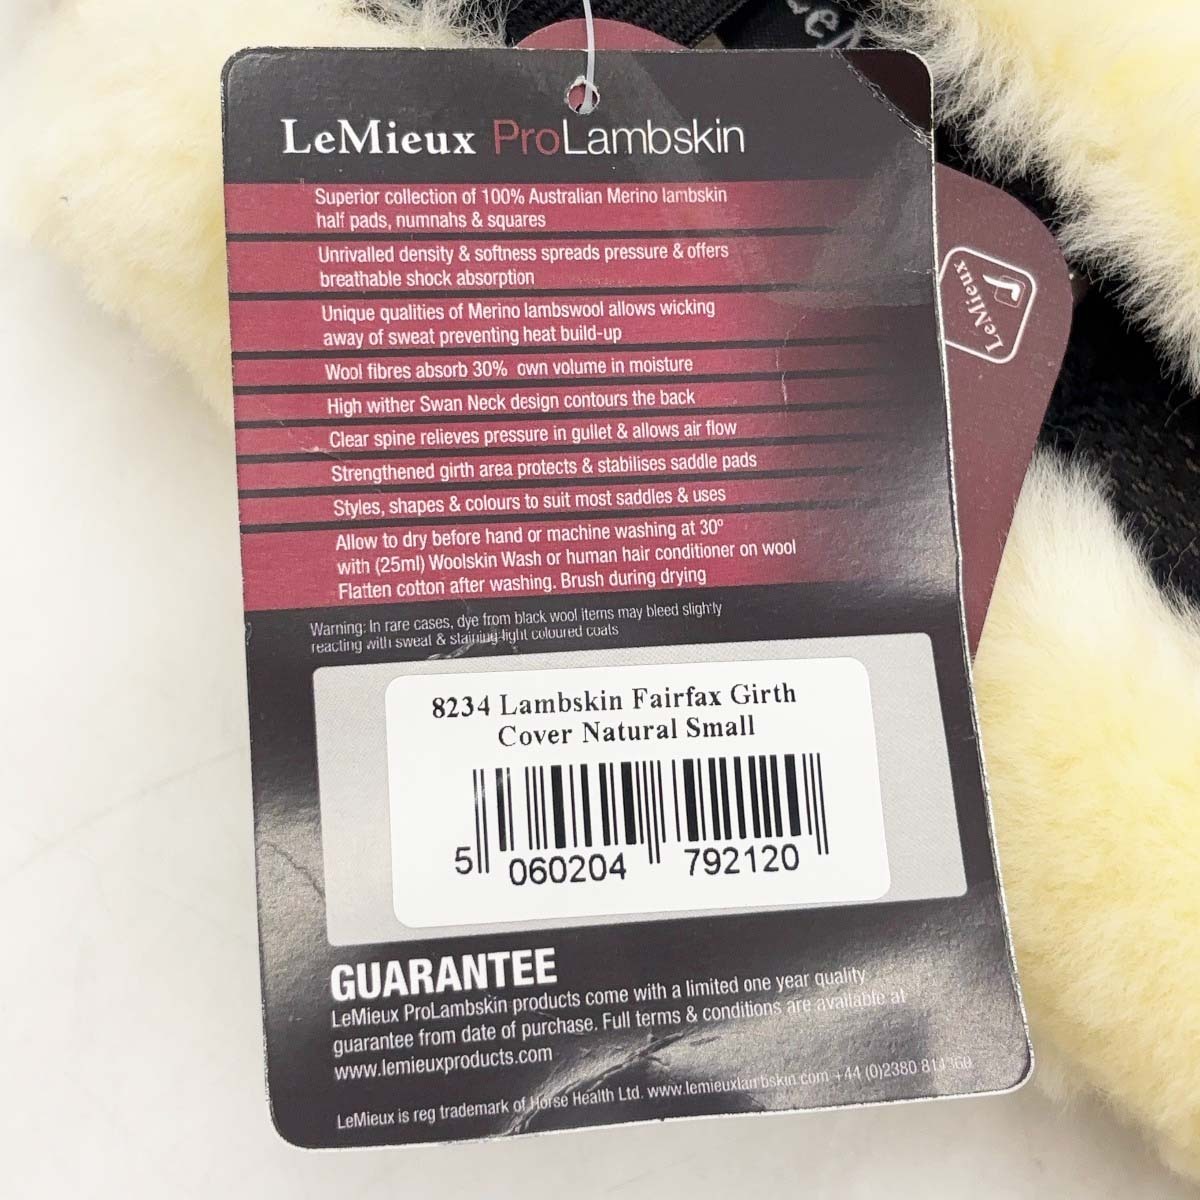 LeMieux ProLambskin
Superior collection of 100% Australian Merino lambskin
half pads, numnahs & squares
Unrivalled density & softness spreads pressure & offers
breathable shock absorption
Unique qualities of Merino lambswool allows wicking
away of sweat preventing heat build-up
Wool fibres absorb 30% own volume in moisture
High wither Swan Neck design contours the back
Clear spine relieves pressure in gullet & allows air flow
Strengthened girth area protects & stabilises saddle pads
Styles, shapes & colours to suit most saddles & uses
Allow to dry before hand or machine washing at 30º
with (25ml) Woolskin Wash or human hair conditioner on wool
Flatten cotton after washing. Brush during drying
Warning: In rare cases, dye from black wool items may bleed slightly
reacting with sweat & staining light coloured coats
8234 Lambskin Fairfax Girth
Cover Natural Small
5 060204 792120
GUARANTEE
LeMieux ProLambskin products come with a limited one year quality
guarantee from date of purchase. Full terms & conditions are available at
www.lemieuxproducts.com
LeMieux is reg trademark of Horse Health Ltd. www.lemieuxlambskin.com +44 (0)2380
LeMieux